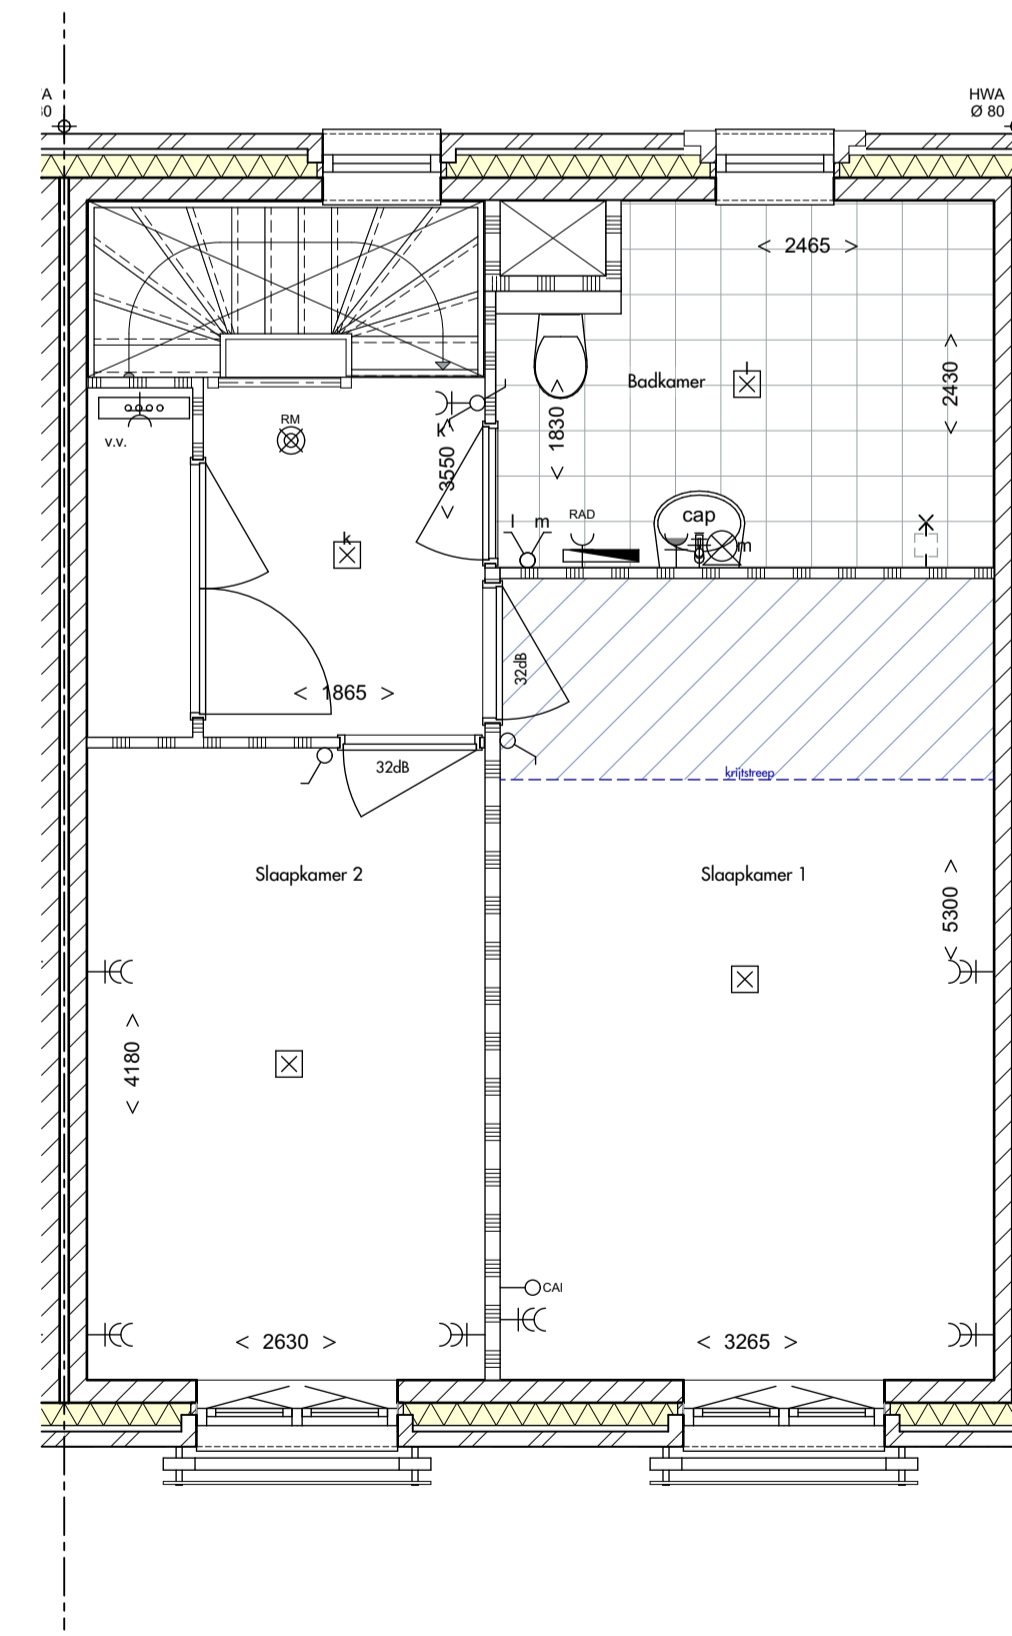 A
30
HWA
Ø 80
< 2465 >
Badkamer
l
< 2430 >
< 1830 >
RM
k
< 3550
v.v.
k
l m
RAD
cap
m
< 1865 >
32dB
32dB
krijtstreep
Slaapkamer 2
Slaapkamer 1
< 5300 >
< 4180 >
CAI
< 2630 >
< 3265 >